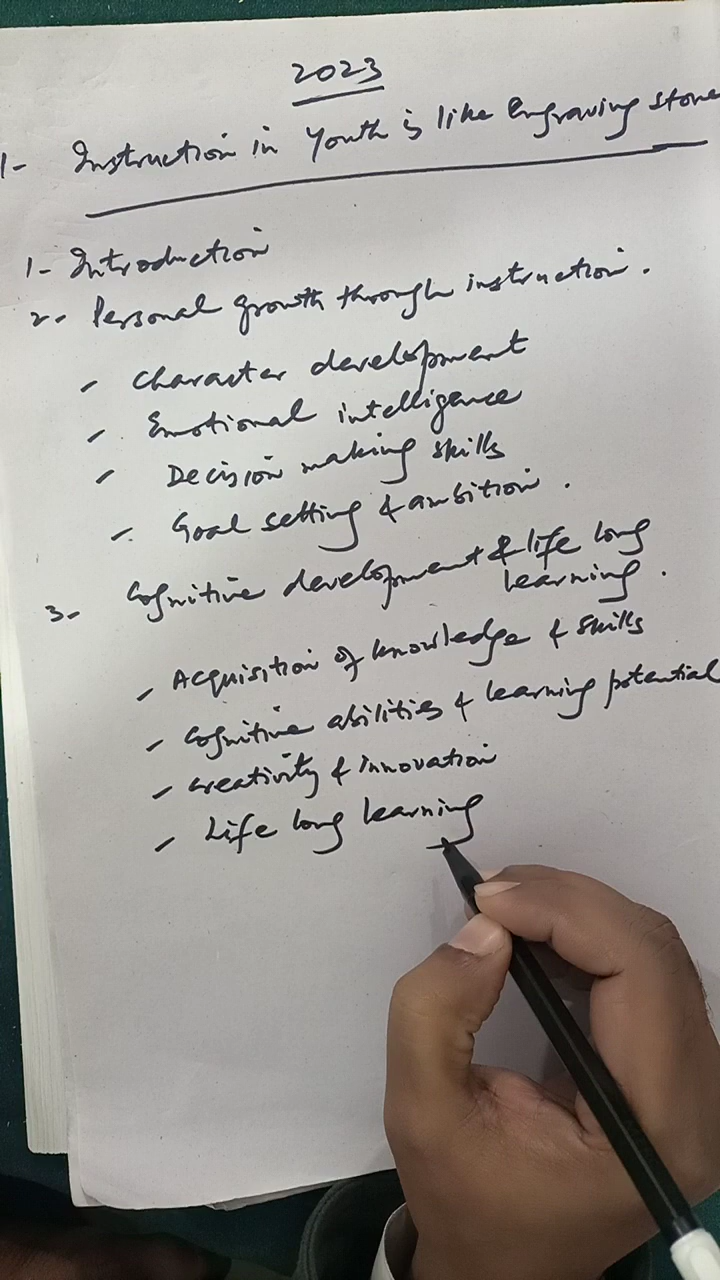 2023
1- Instruction in Youth is like Engraving stone
1- Introduction
2. Personal growth through instruction.
- Character development
- Emotional intelligence
- Decision making skills
- Goal setting & ambition.
3. Cognitive development & life long
learning.
- Acquisition of knowledge & skills
- Cognitive abilities & learning potential
- Creativity & innovation
- Life long learning